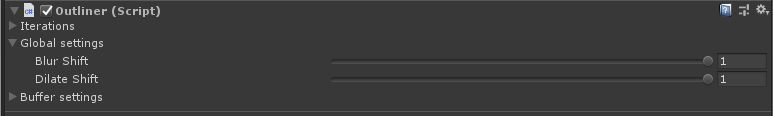 Outliner (Script)
Iterations
Global settings
Blur Shift 1
Dilate Shift 1
Buffer settings